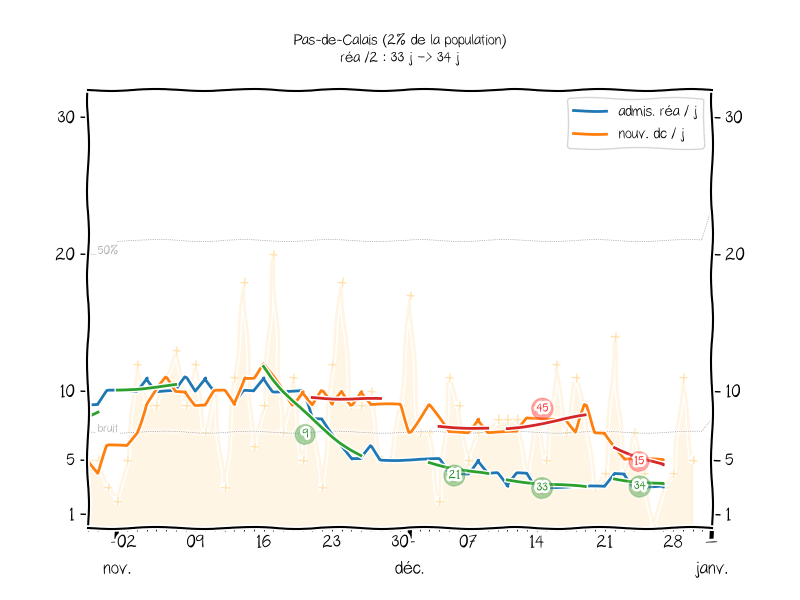 Pas-de-Calais (2% de la population)
réa /2 : 33 j -> 34 j
admis. réa / j
nouv. dc / j
30
30
50%
20
20
10
10
bruit
45
9
5
21
15
5
33
34
1
1
02 09 16 23 30 07 14 21 28
nov. déc. janv.